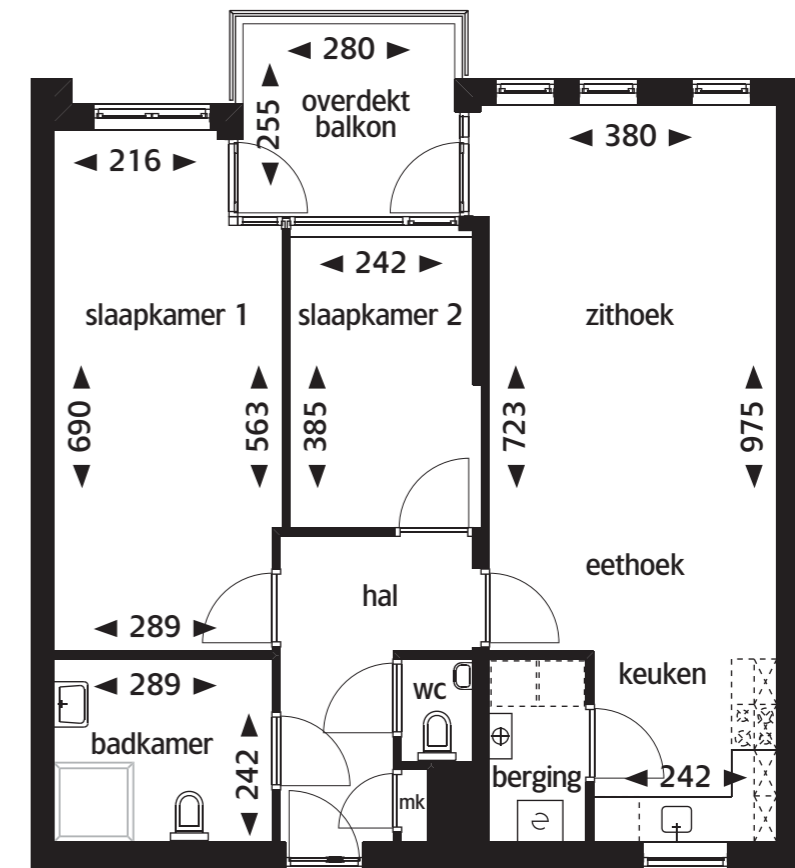 280
overdekt
balkon
255
216
380
242
slaapkamer 1
slaapkamer 2
zithoek
690
563
385
723
975
eethoek
hal
289
289
wc
keuken
badkamer
242
mk
berging
242